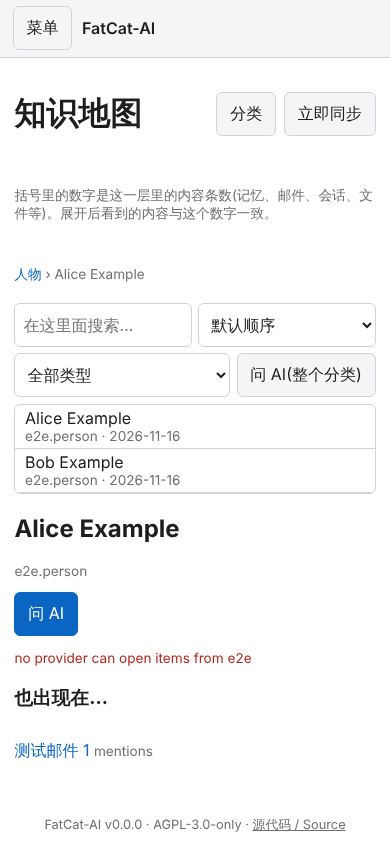 菜单 FatCat-AI
知识地图 分类 立即同步
括号里的数字是这一层里的内容条数(记忆、邮件、会话、文
件等)。展开后看到的内容与这个数字一致。
人物 › Alice Example
在这里面搜索... 默认顺序
全部类型 问 AI(整个分类)
Alice Example
e2e.person · 2026-11-16
Bob Example
e2e.person · 2026-11-16
Alice Example
e2e.person
问 AI
no provider can open items from e2e
也出现在...
测试邮件 1 mentions
FatCat-AI v0.0.0 · AGPL-3.0-only · 源代码 / Source